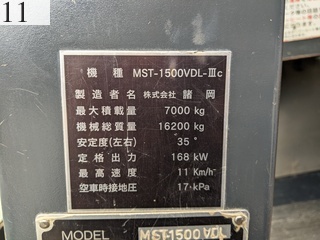 11
機種 MST-1500VDL-Ⅲc
製造者名 株式会社 諸岡
最大積載量 7000 kg
機械総質量 16200 kg
安定度(左右) 35°
定格出力 168 kW
最高速度 11 Km/h
空車時接地圧 17 kPa
MODEL MST-1500 VDL